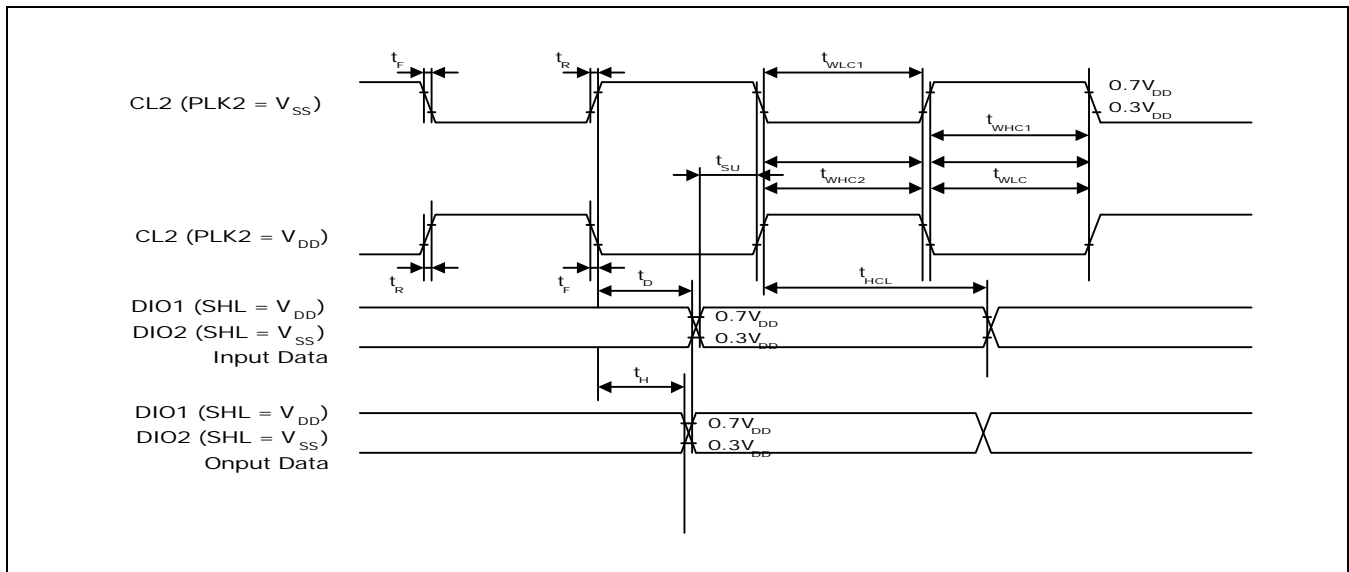 tF
tR
tWLC1
CL2 (PLK2 = VSS)
0.7VDD
0.3VDD
tWHC1
tSU
tWHC2
tWLC
CL2 (PLK2 = VDD)
tR
tF
tD
tHCL
DIO1 (SHL = VDD)
DIO2 (SHL = VSS)
Input Data
0.7VDD
0.3VDD
tH
DIO1 (SHL = VDD)
DIO2 (SHL = VSS)
Onput Data
0.7VDD
0.3VDD